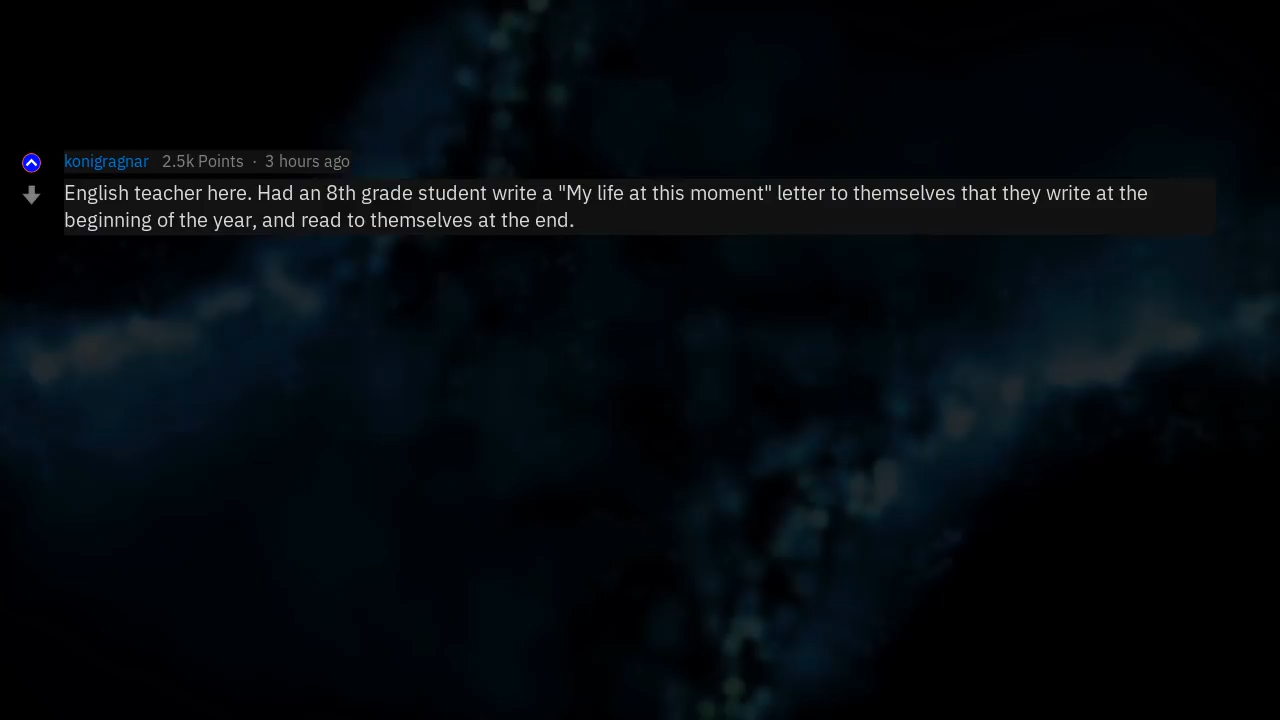 konigragnar 2.5k Points · 3 hours ago
English teacher here. Had an 8th grade student write a "My life at this moment" letter to themselves that they write at the
beginning of the year, and read to themselves at the end.